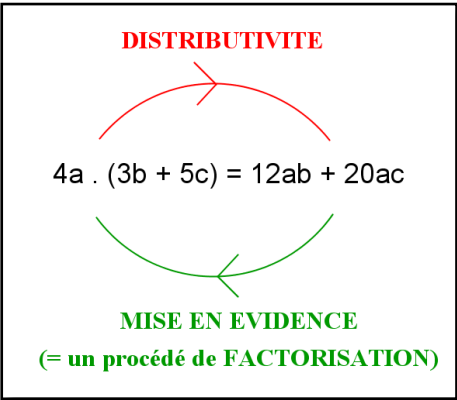 DISTRIBUTIVITE
4a . (3b + 5c) = 12ab + 20ac
MISE EN EVIDENCE
(= un procédé de FACTORISATION)